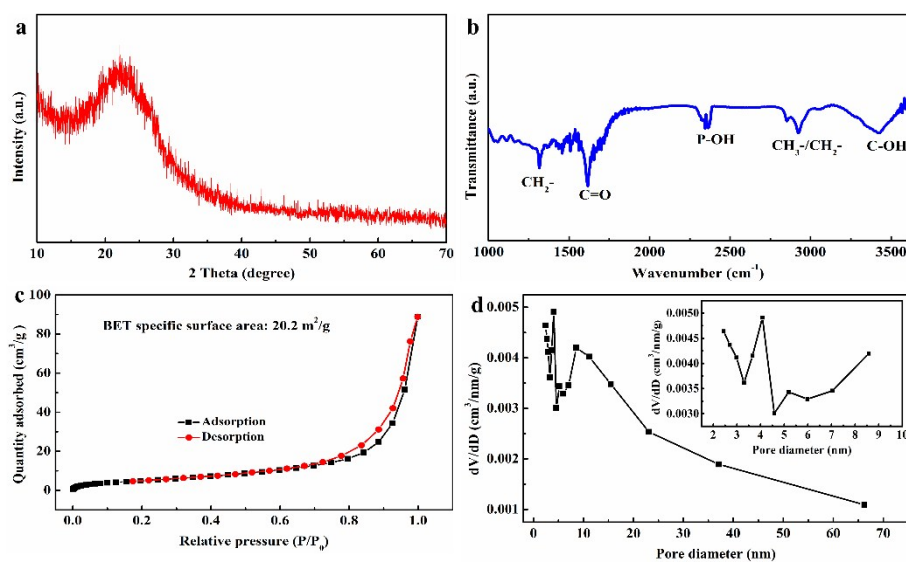 a
Intensity (a.u.)
10 20 30 40 50 60 70
2 Theta (degree)
b
Transmittance (a.u.)
CH₂-
C=O
P-OH
CH₃-/CH₂-
C-OH
1000 1500 2000 2500 3000 3500
Wavenumber (cm⁻¹)
c
Quantity adsorbed (cm³/g)
100
80
60
40
20
0
BET specific surface area: 20.2 m²/g
Adsorption
Desorption
0.0 0.2 0.4 0.6 0.8 1.0
Relative pressure (P/P₀)
d
dV/dD (cm³/nm/g)
0.005
0.004
0.003
0.002
0.001
0 10 20 30 40 50 60 70
Pore diameter (nm)
dV/dD (cm³/nm/g)
0.0050
0.0045
0.0040
0.0035
0.0030
2 3 4 5 6 7 8 9 10
Pore diameter (nm)